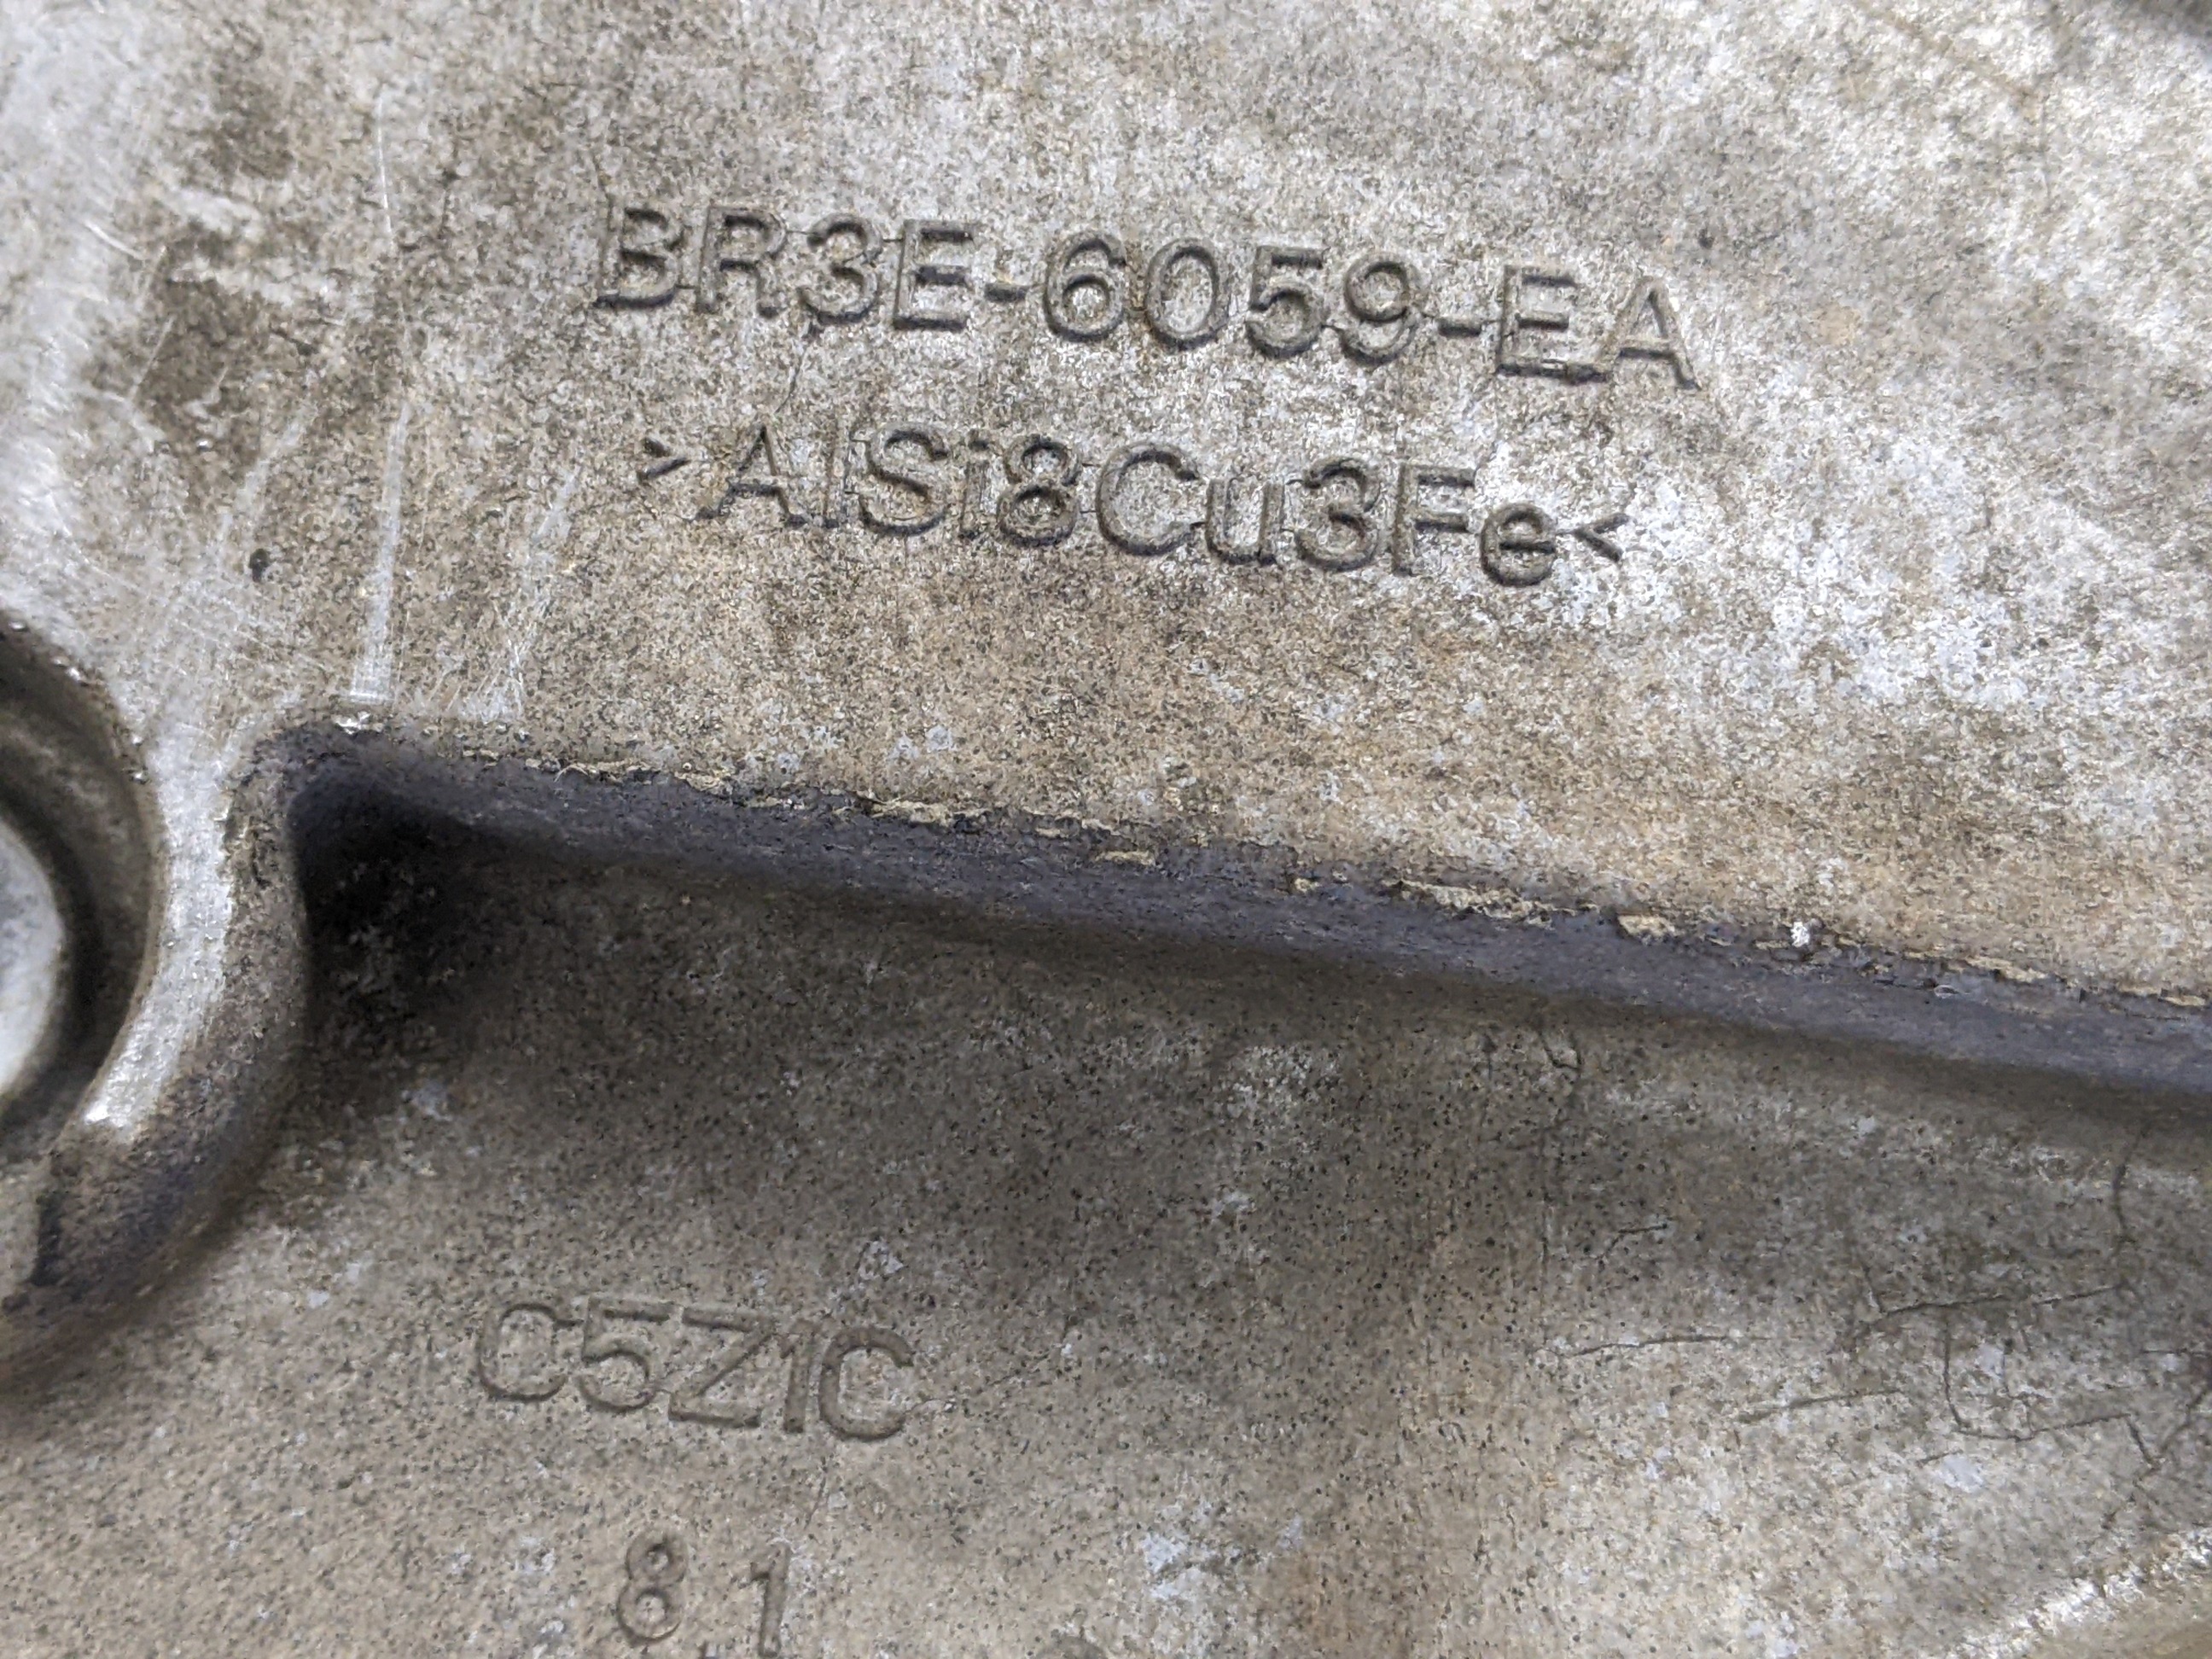 BR3E-6059-EA
>AlSi8Cu3Fe<
C5Z1C
8.1